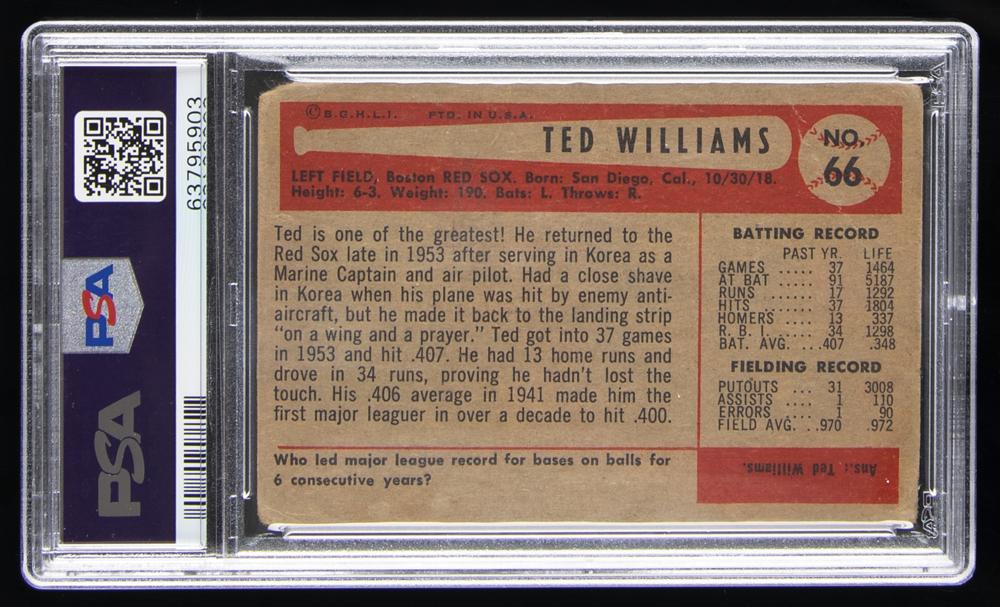 63795903
PSA
PSA
© B.G.H.L.I. PTD. IN U.S.A.
TED WILLIAMS
NO.
66
LEFT FIELD, Boston RED SOX. Born: San Diego, Cal., 10/30/18.
Height: 6-3. Weight: 190. Bats: L. Throws: R.
Ted is one of the greatest! He returned to the
Red Sox late in 1953 after serving in Korea as a
Marine Captain and air pilot. Had a close shave
in Korea when his plane was hit by enemy anti-
aircraft, but he made it back to the landing strip
"on a wing and a prayer." Ted got into 37 games
in 1953 and hit .407. He had 13 home runs and
drove in 34 runs, proving he hadn't lost the
touch. His .406 average in 1941 made him the
first major leaguer in over a decade to hit .400.
Who led major league record for bases on balls for
6 consecutive years?
BATTING RECORD
PAST YR. LIFE
GAMES ..... 37 1464
AT BAT ..... 91 5187
RUNS ..... 17 1292
HITS ..... 37 1804
HOMERS .... 13 337
R. B. I. .... 34 1298
BAT. AVG. ...407 .348
FIELDING RECORD
PUTOUTS ... 31 3008
ASSISTS .... 1 110
ERRORS .... 1 90
FIELD AVG. ..970 .972
Ans.: Ted Williams.